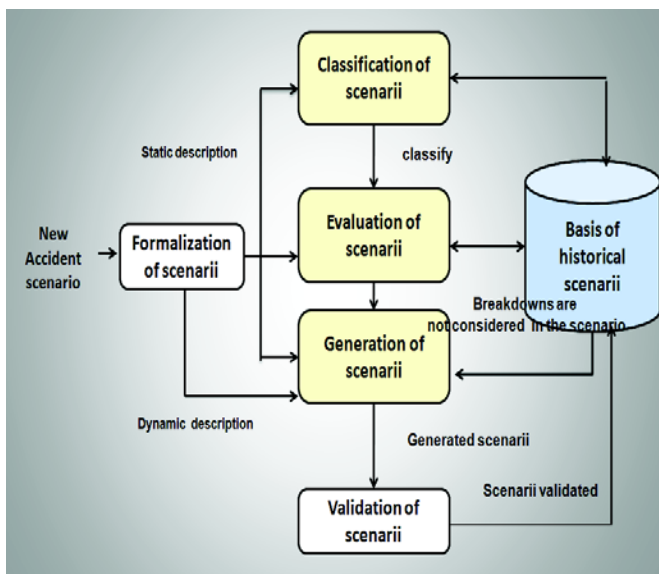 Classification of
scenarii
Static description
classify
New
Accident
scenario
Formalization
of scenarii
Evaluation of
scenarii
Basis of
historical
scenarii
Breakdowns are
not considered in the scenario
Generation of
scenarii
Dynamic description
Generated scenarii
Scenarii validated
Validation of
scenarii